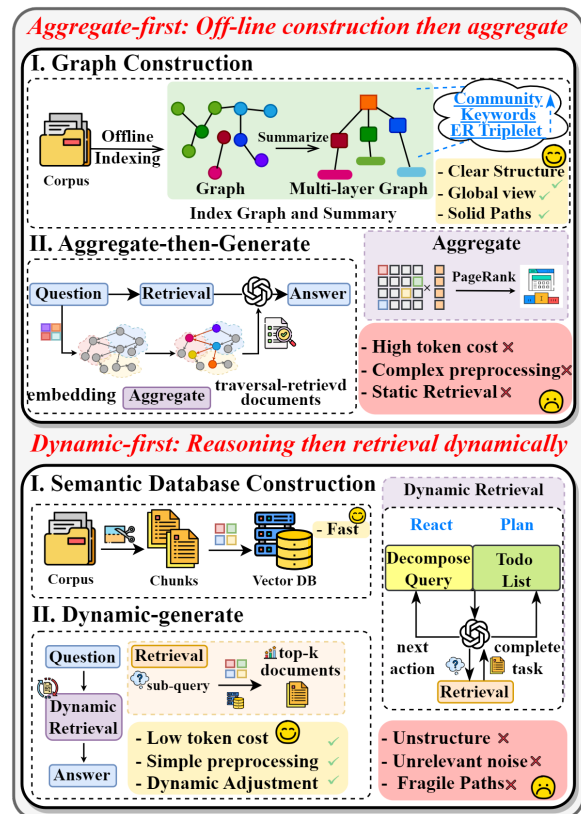 Aggregate-first: Off-line construction then aggregate
I. Graph Construction
Corpus
Offline
Indexing
Graph
Summarize
Multi-layer Graph
Index Graph and Summary
Community
Keywords
ER Triplelet
- Clear Structure
- Global view
- Solid Paths
II. Aggregate-then-Generate
Question
Retrieval
Answer
embedding
Aggregate
traversal-retrievd
documents
Aggregate
×
PageRank
- High token cost
- Complex preprocessing
- Static Retrieval
Dynamic-first: Reasoning then retrieval dynamically
I. Semantic Database Construction
Corpus
Chunks
Vector DB
- Fast
II. Dynamic-generate
Question
Dynamic
Retrieval
Answer
Retrieval
sub-query
top-k
documents
- Low token cost
- Simple preprocessing
- Dynamic Adjustment
Dynamic Retrieval
React
Plan
Decompose
Query
Todo
List
next
action
complete
task
Retrieval
- Unstructure
- Unrelevant noise
- Fragile Paths